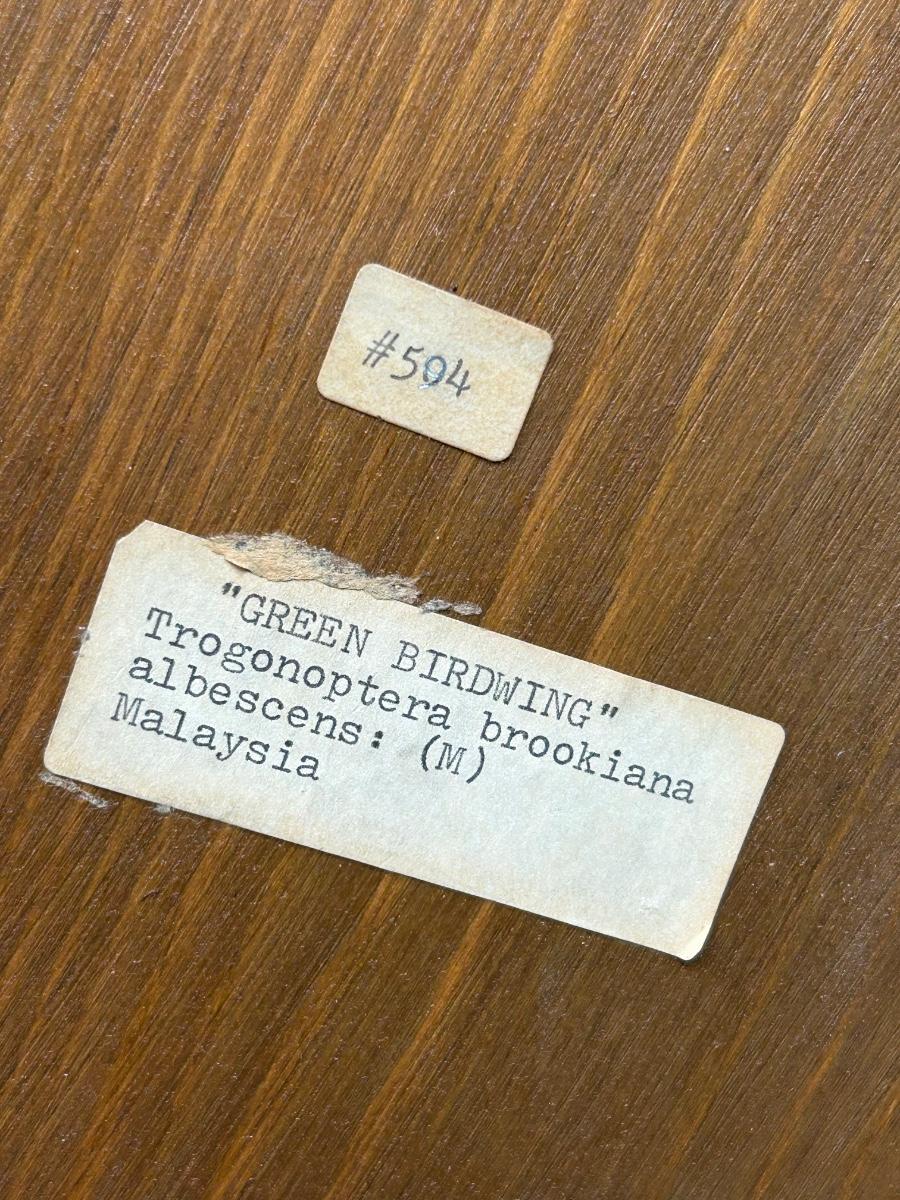 #594
"GREEN BIRDWING"
Trogonoptera brookiana
albescens: (M)
Malaysia